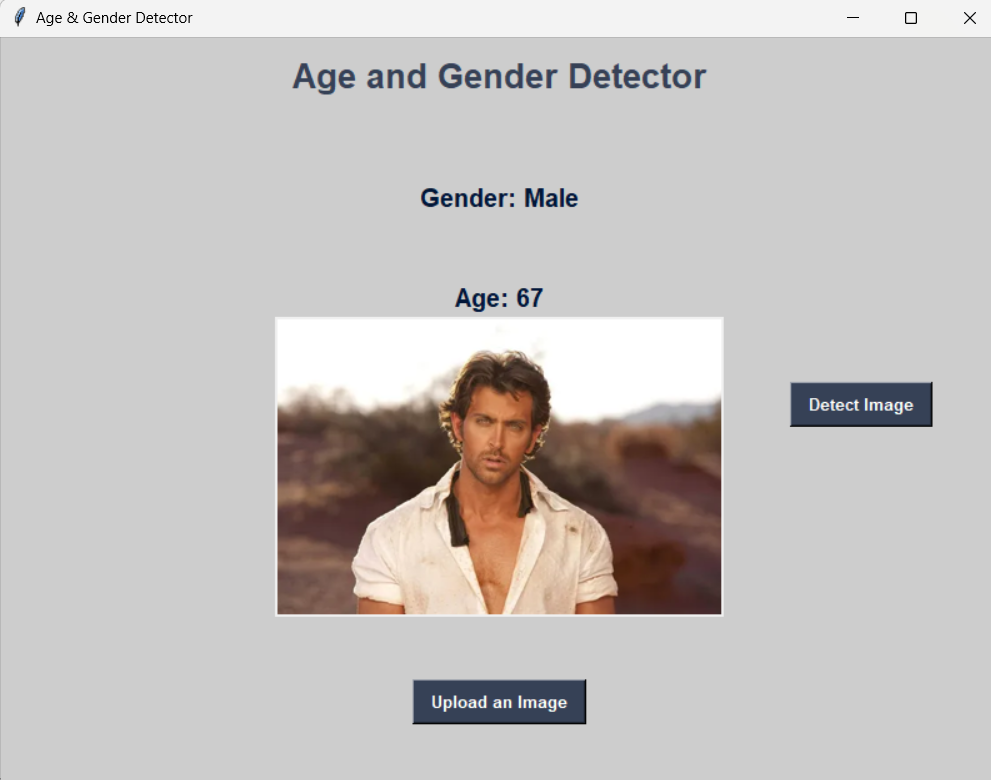 Age & Gender Detector
Age and Gender Detector
Gender: Male
Age: 67
Detect Image
Upload an Image